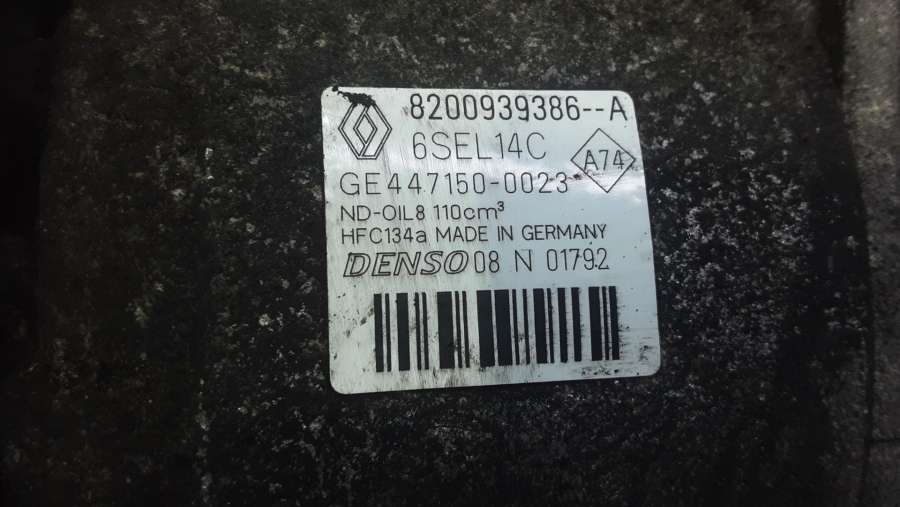 8200939386--A
6SEL14C
A74
GE447150-0023
ND-OIL8 110cm³
HFC134a MADE IN GERMANY
DENSO 08 N 01792